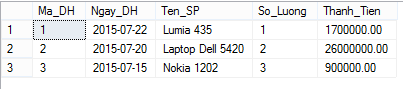 Ma_DH Ngay_DH Ten_SP So_Luong Thanh_Tien
1 1 2015-07-22 Lumia 435 1 1700000.00
2 2 2015-07-20 Laptop Dell 5420 2 26000000.00
3 3 2015-07-15 Nokia 1202 3 900000.00